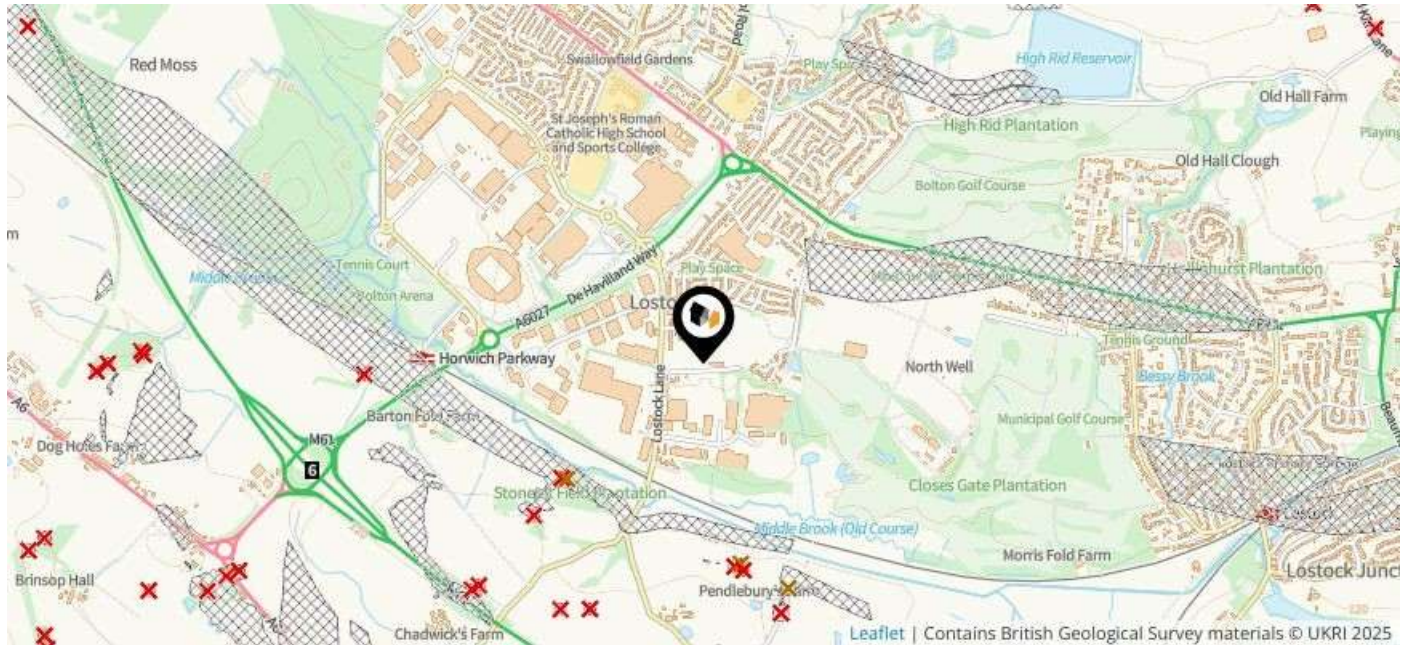 Red Moss
Swallowfield Gardens
Play Space
High Rid Reservoir
Old Hall Farm
St Joseph's Roman
Catholic High School
and Sports College
High Rid Plantation
Old Hall Clough
Bolton Golf Course
Tennis Court
Play Space
De Havilland Way
A6027
Horwich Parkway
Lostock Lane
North Well
Tennis Ground
Bessy Brook
Municipal Golf Course
Barton Fold Farm
M61
6
A6
Dog Holes Farm
Closes Gate Plantation
Middle Brook (Old Course)
Morris Fold Farm
Brinsop Hall
Chadwick's Farm
Leaflet | Contains British Geological Survey materials © UKRI 2025